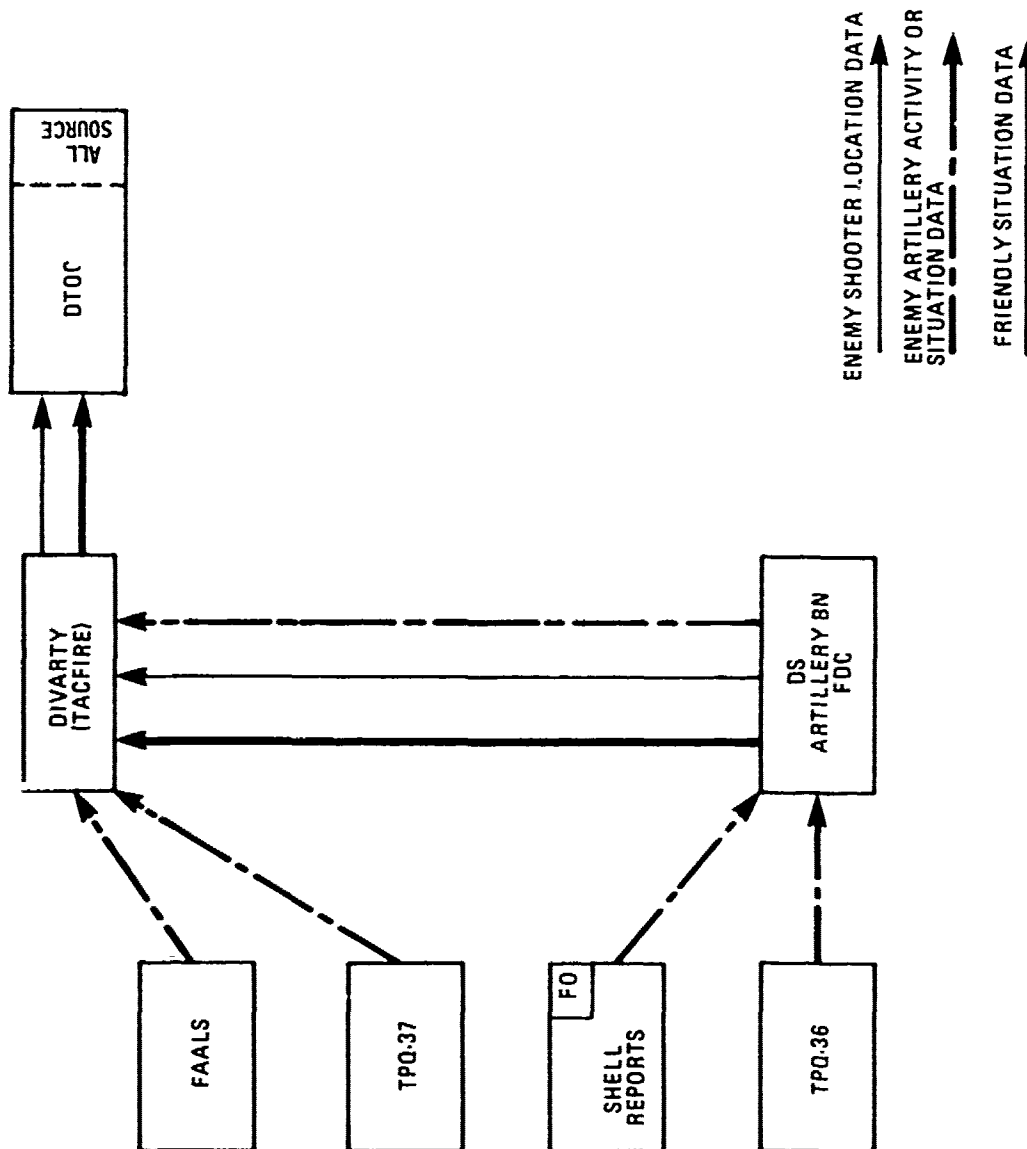 FAALS
TPQ-37
FO
SHELL
REPORTS
TPQ-36
DIVARTY
(TACFIRE)
DS
ARTILLERY BN
FDC
DTOC
ALL
SOURCE
ENEMY SHOOTER LOCATION DATA
ENEMY ARTILLERY ACTIVITY OR
SITUATION DATA
FRIENDLY SITUATION DATA